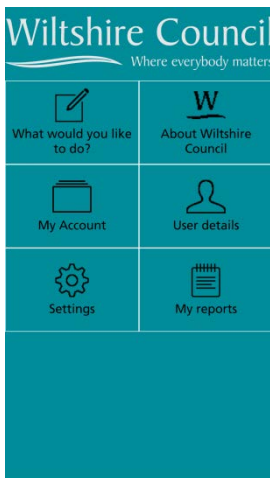 Wiltshire Council
Where everybody matters
What would you like
to do?
W
About Wiltshire
Council
My Account
User details
Settings
My reports